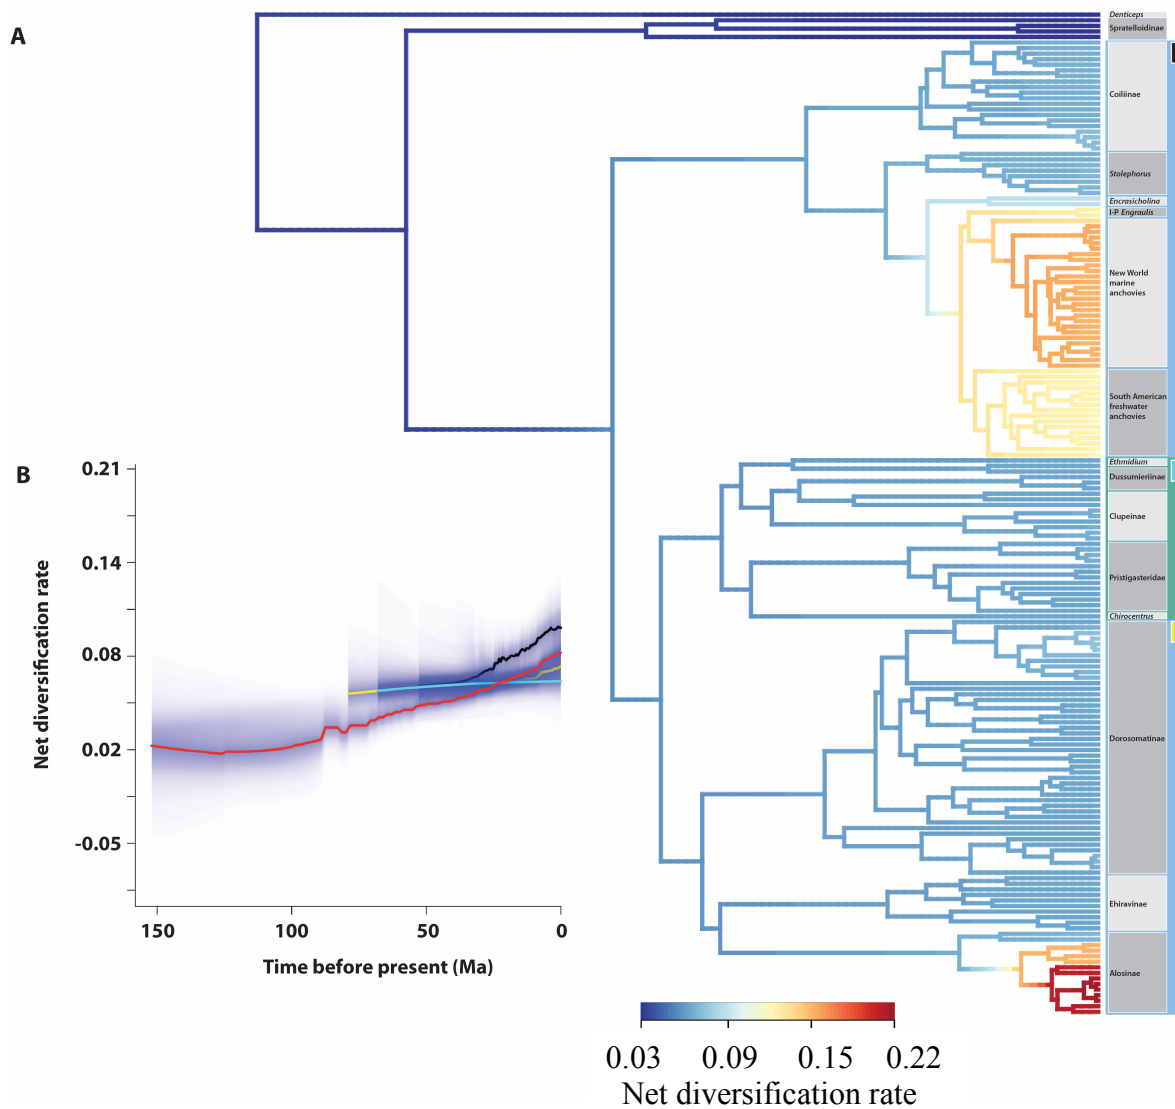 A
Denticeps
Spratelloidinae
Coiliinae
Stolephorus
Encrasicholina
I-P Engraulis
New World
marine
anchovies
South American
freshwater
anchovies
Ethmidium
Dussumieriinae
Clupeinae
Pristigasteridae
Chirocentrus
Dorosomatinae
Ehiravinae
Alosinae
B
0.21
0.14
0.08
0.02
-0.05
Net diversification rate
150 100 50 0
Time before present (Ma)
0.03 0.09 0.15 0.22
Net diversification rate